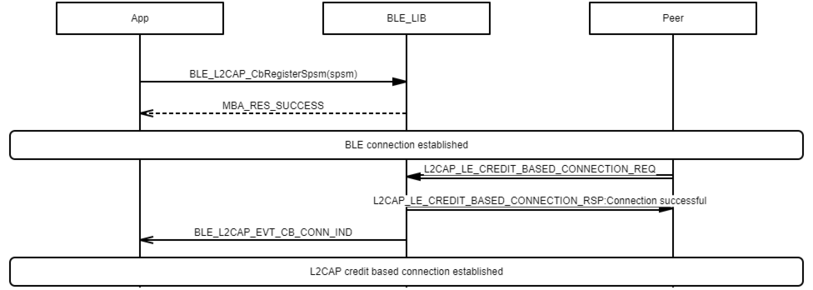 App
BLE_LIB
Peer
BLE_L2CAP_CbRegisterSpsm(spsm)
MBA_RES_SUCCESS
BLE connection established
L2CAP_LE_CREDIT_BASED_CONNECTION_REQ
L2CAP_LE_CREDIT_BASED_CONNECTION_RSP:Connection successful
BLE_L2CAP_EVT_CB_CONN_IND
L2CAP credit based connection established